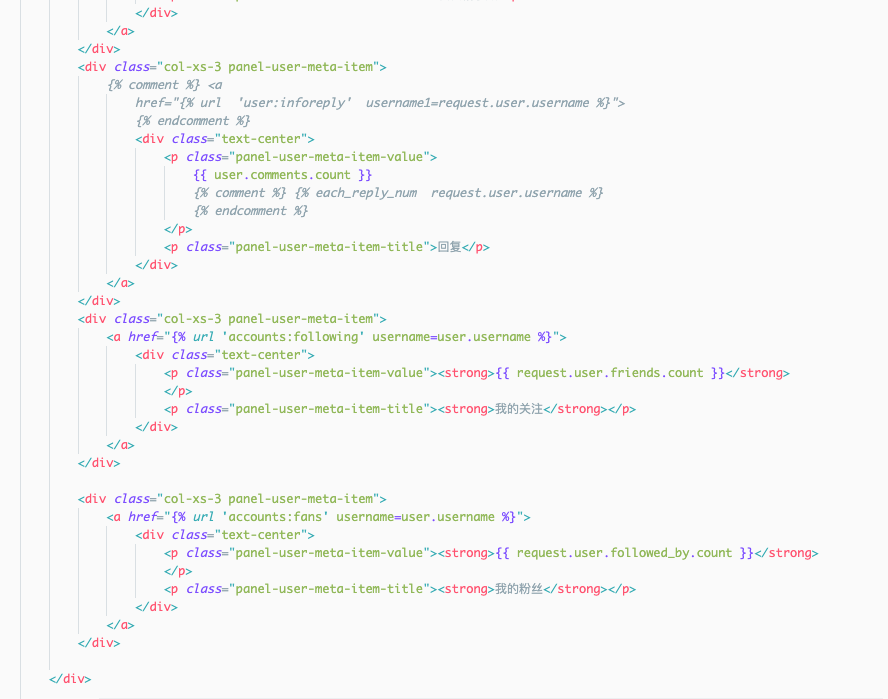 </div>
</a>
</div>
<div class="col-xs-3 panel-user-meta-item">
{% comment %} <a
href="{% url  'user:inforeply'  username1=request.user.username %}">
{% endcomment %}
<div class="text-center">
<p class="panel-user-meta-item-value">
{{ user.comments.count }}
{% comment %} {% each_reply_num  request.user.username %}
{% endcomment %}
</p>
<p class="panel-user-meta-item-title">回复</p>
</div>
</a>
</div>
<div class="col-xs-3 panel-user-meta-item">
<a href="{% url 'accounts:following' username=user.username %}">
<div class="text-center">
<p class="panel-user-meta-item-value"><strong>{{ request.user.friends.count }}</strong>
</p>
<p class="panel-user-meta-item-title"><strong>我的关注</strong></p>
</div>
</a>
</div>
<div class="col-xs-3 panel-user-meta-item">
<a href="{% url 'accounts:fans' username=user.username %}">
<div class="text-center">
<p class="panel-user-meta-item-value"><strong>{{ request.user.followed_by.count }}</strong>
</p>
<p class="panel-user-meta-item-title"><strong>我的粉丝</strong></p>
</div>
</a>
</div>
</div>